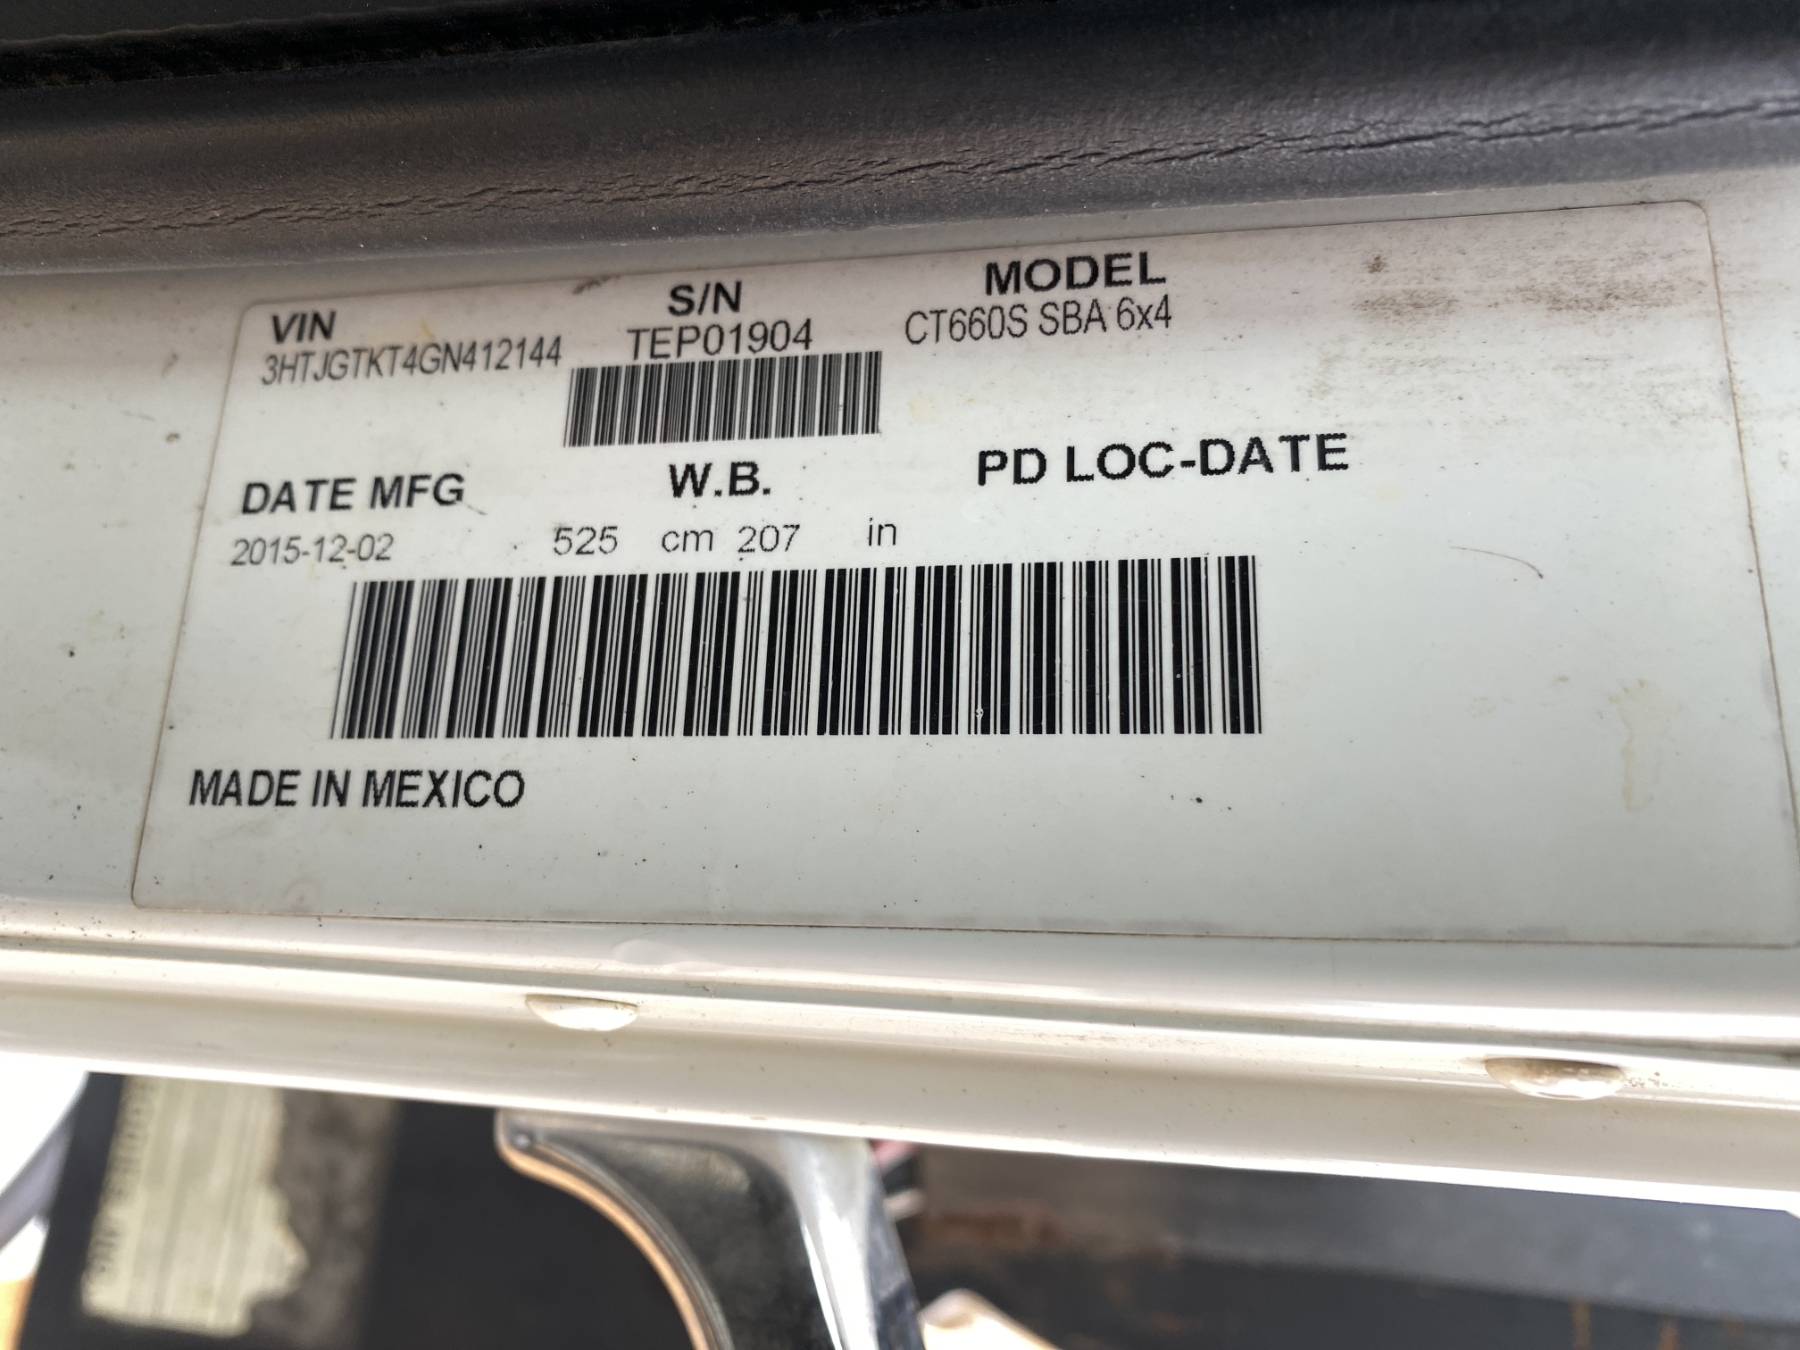 VIN S/N MODEL
3HTJGTKT4GN412144 TEP01904 CT660S SBA 6x4
DATE MFG W.B. PD LOC-DATE
2015-12-02 525 cm 207 in
MADE IN MEXICO